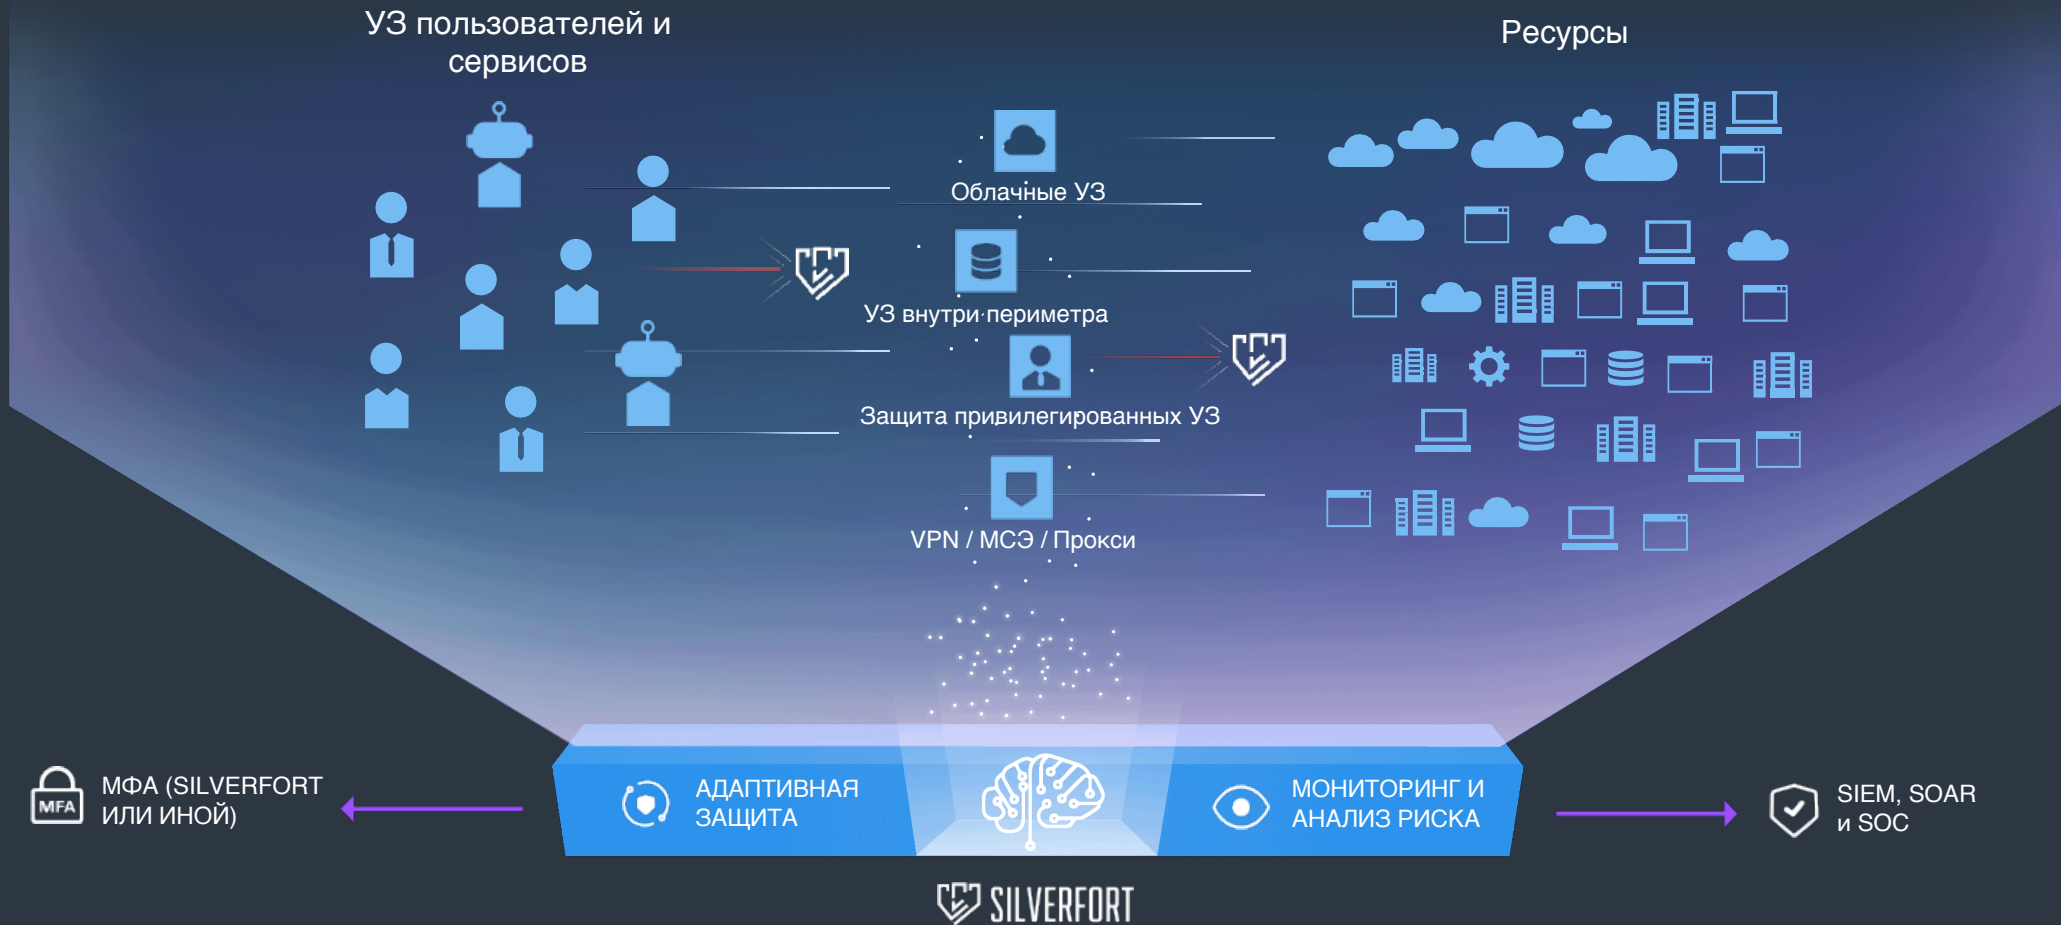 УЗ пользователей и
сервисов
Ресурсы
Облачные УЗ
УЗ внутри периметра
Защита привилегированных УЗ
VPN / МСЭ / Прокси
MFA
МФА (SILVERFORT
ИЛИ ИНОЙ)
АДАПТИВНАЯ
ЗАЩИТА
МОНИТОРИНГ И
АНАЛИЗ РИСКА
SIEM, SOAR
и SOC
SILVERFORT